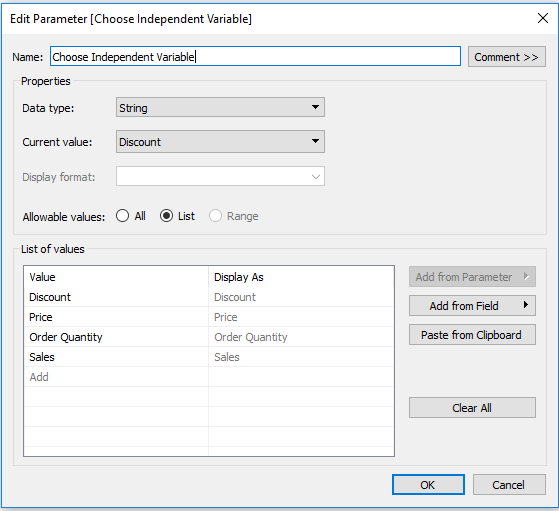 Edit Parameter [Choose Independent Variable]
Name: Choose Independent Variable Comment >>
Properties
Data type: String
Current value: Discount
Display format:
Allowable values: All List Range
List of values
Value Display As
Discount Discount
Price Price
Order Quantity Order Quantity
Sales Sales
Add
Add from Parameter
Add from Field
Paste from Clipboard
Clear All
OK Cancel